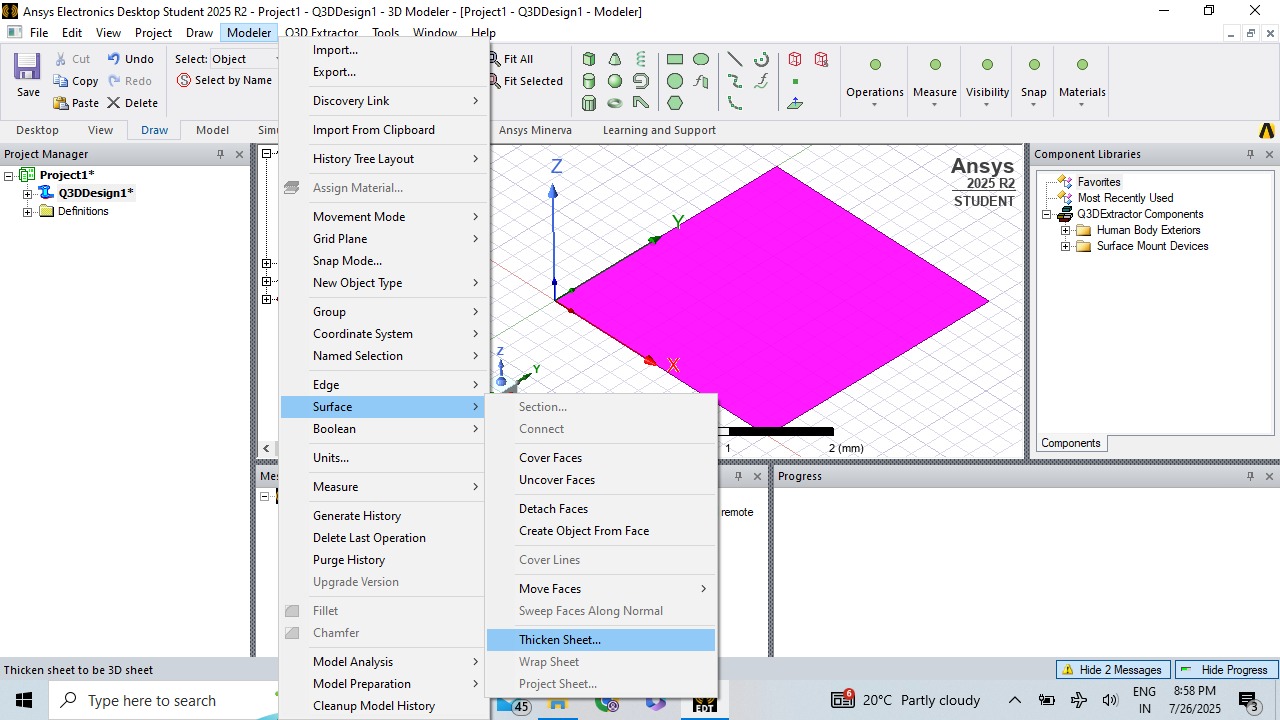 Ansys Electronics Desktop Student 2025 R2 - Project1 - Q3DDesign1 - 3D Modeler - [Project1 - Q3DDesign1 - Modeler]
File Edit View Project Draw Modeler Q3D Extractor Tools Window Help
Save
Cut
Copy
Paste
Undo
Redo
Delete
Select: Object
Select by Name
Fit All
Fit Selected
Operations
Measure
Visibility
Snap
Materials
Desktop View Draw Model Ansys Minerva Learning and Support
Project Manager
Project1*
Q3DDesign1*
Definitions
Import...
Export...
Discovery Link
Import From Clipboard
History Tree Layout
Assign Material...
Movement Mode
Grid Plane
Snap Mode...
New Object Type
Group
Coordinate System
Named Selection
Edge
Surface
Boolean
Units...
Measure
Generate History
Delete Last Operation
Purge History
Upgrade Version
Fillet
Chamfer
Model Analysis
Model Preparation
Cleanup Model History
Section...
Connect
Cover Faces
Uncover Faces
Detach Faces
Create Object From Face
Cover Lines
Move Faces
Sweep Faces Along Normal
Thicken Sheet...
Wrap Sheet
Project Sheet...
Z
Y
X
Z
Y
Ansys
2025 R2
STUDENT
1 2 (mm)
Component Libraries
Favorites
Most Recently Used
Q3DExtractor Components
Human Body Exteriors
Surface Mount Devices
Components
remote
Progress
Thicken sheet to be 3D sheet
Hide 2 Messages
Hide Progress
Type here to search
45
EDT
6
20°C Partly cloudy
ENG
IN
8:58 PM
7/26/2025
3